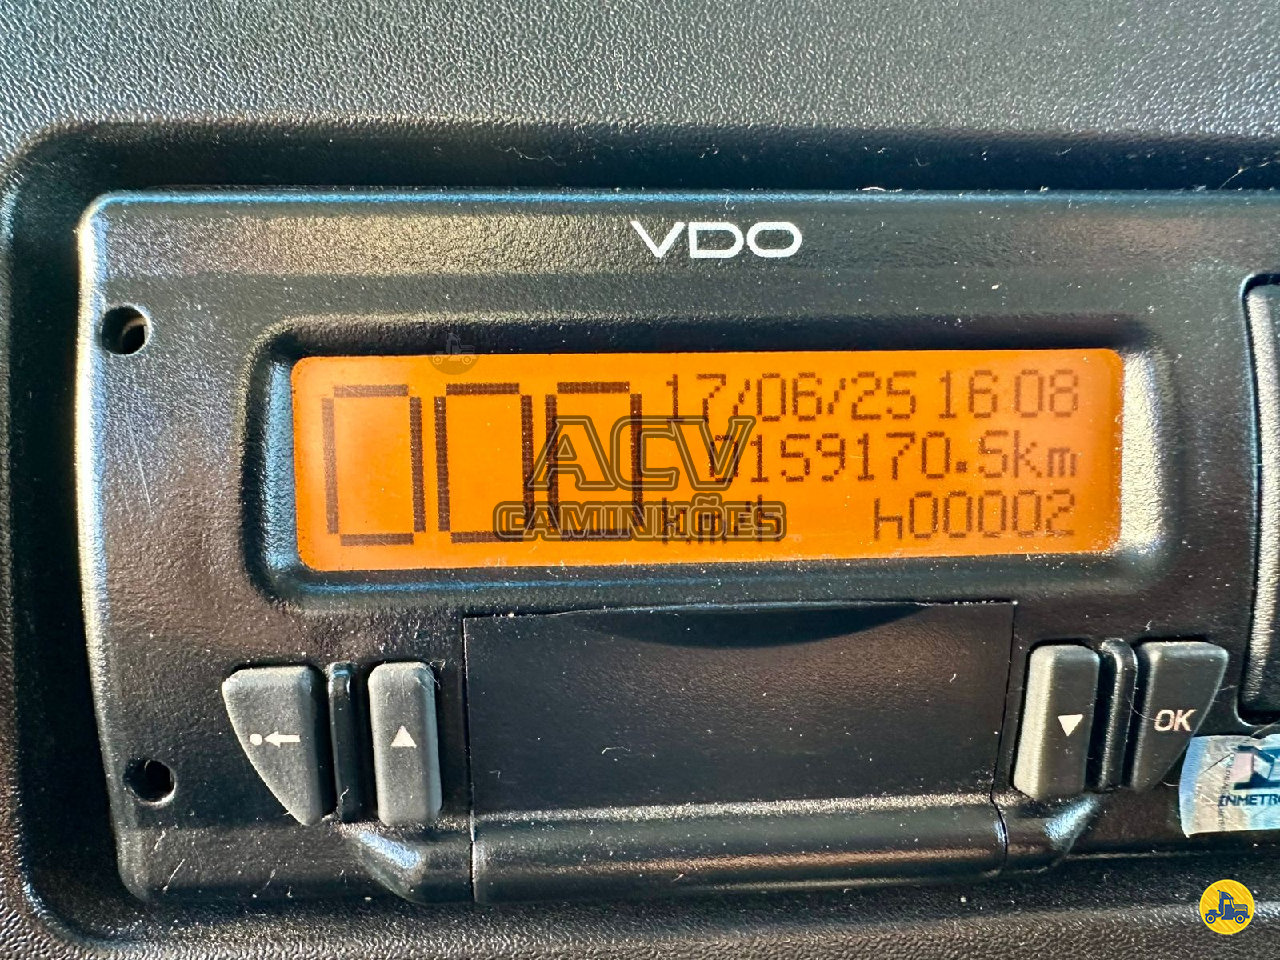 VDO
000
17/06/25 16 08
159170.5km
km/h
h00002
ACV
CAMINHÕES
OK
INMETRO